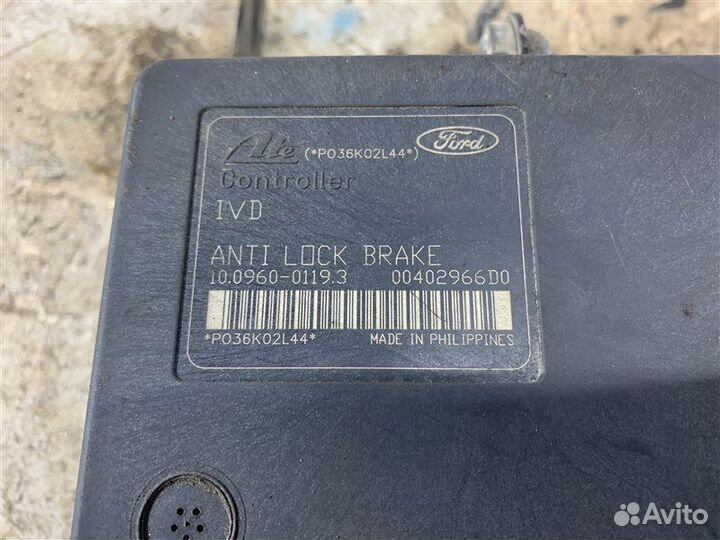 Ate (*P036K02L44*) Ford
Controller
IVD
ANTI LOCK BRAKE
10.0960-0119.3 00402966D0
*P036K02L44* MADE IN PHILIPPINES
Avito